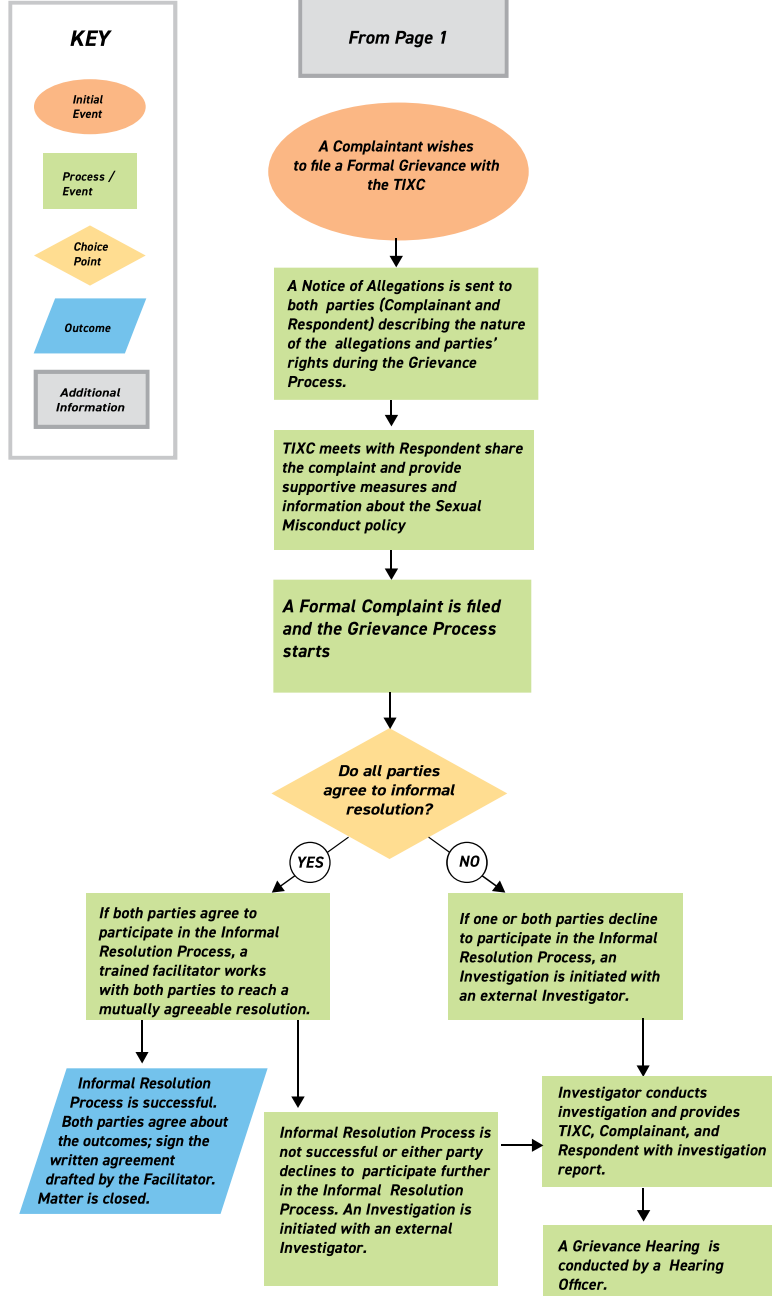 KEY
Initial
Event
Process /
Event
Choice
Point
Outcome
Additional
Information
From Page 1
A Complaintant wishes
to file a Formal Grievance with
the TIXC
A Notice of Allegations is sent to
both  parties (Complainant and
Respondent) describing the nature
of the  allegations and parties’
rights during the Grievance
Process.
TIXC meets with Respondent share
the complaint and provide
supportive measures and
information about the Sexual
Misconduct policy
A Formal Complaint is filed
and the Grievance Process
starts
Do all parties
agree to informal
resolution?
YES
NO
If both parties agree to
participate in the Informal
Resolution Process, a
trained facilitator works
with both parties to reach a
mutually agreeable resolution.
If one or both parties decline
to participate in the Informal
Resolution Process, an
Investigation is initiated with
an external Investigator.
Informal Resolution
Process is successful.
Both parties agree about
the outcomes; sign the
written agreement
drafted by the Facilitator.
Matter is closed.
Informal Resolution Process is
not successful or either party
declines to  participate further
in the Informal  Resolution
Process. An Investigation is
initiated with an external
Investigator.
Investigator conducts
investigation and provides
TIXC, Complainant, and
Respondent with investigation
report.
A Grievance Hearing  is
conducted by a  Hearing
Officer.